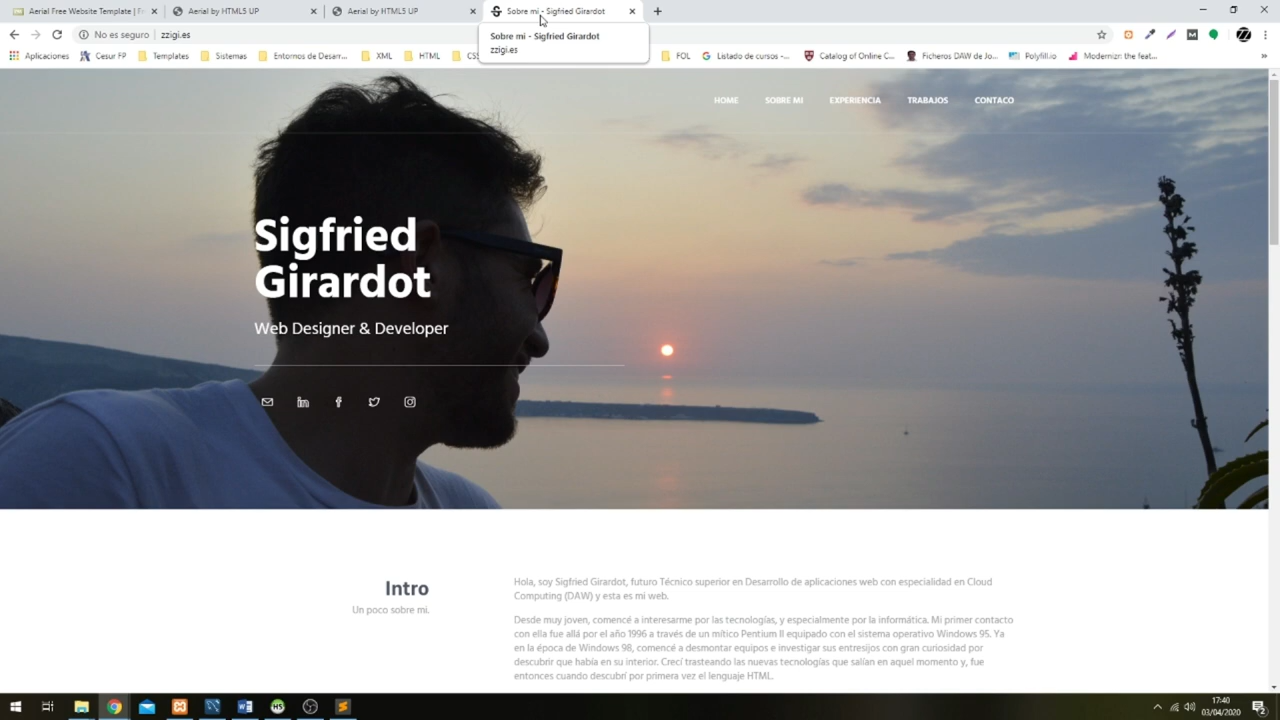 Aerial Free Website Template | Fr
Aerial by HTML5 UP
Aerial by HTML5 UP
Sobre mi - Sigfried Girardot
Sobre mi - Sigfried Girardot
zzigi.es
No es seguro | zzigi.es
Aplicaciones
Cesur FP
Templates
Sistemas
Entornos de Desarr...
XML
HTML
CSS
FOL
Listado de cursos -...
Catalog of Online C...
Ficheros DAW de Jo...
Polyfill.io
Modernizr: the feat...
HOME
SOBRE MI
EXPERIENCIA
TRABAJOS
CONTACO
Sigfried
Girardot
Web Designer & Developer
Intro
Un poco sobre mi.
Hola, soy Sigfried Girardot, futuro Técnico superior en Desarrollo de aplicaciones web con especialidad en Cloud
Computing (DAW) y esta es mi web.
Desde muy joven, comencé a interesarme por las tecnologías, y especialmente por la informática. Mi primer contacto
con ella fue allá por el año 1996 a través de un mítico Pentium II equipado con el sistema operativo Windows 95. Ya
en la época de Windows 98, comencé a desmontar equipos e investigar sus entresijos con gran curiosidad por
descubrir que había en su interior. Crecí trasteando las nuevas tecnologías que salían en aquel momento y, fue
entonces cuando descubrí por primera vez el lenguaje HTML.
17:40
03/04/2020